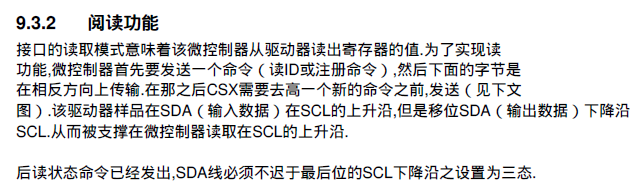 9.3.2 阅读功能
接口的读取模式意味着该微控制器从驱动器读出寄存器的值.为了实现读
功能,微控制器首先要发送一个命令（读ID或注册命令）,然后下面的字节是
在相反方向上传输.在那之后CSX需要去高一个新的命令之前,发送（见下文
图）.该驱动器样品在SDA（输入数据）在SCL的上升沿,但是移位SDA（输出数据）下降沿
SCL.从而被支撑在微控制器读取在SCL的上升沿.
后读状态命令已经发出,SDA线必须不迟于最后位的SCL下降沿之设置为三态.